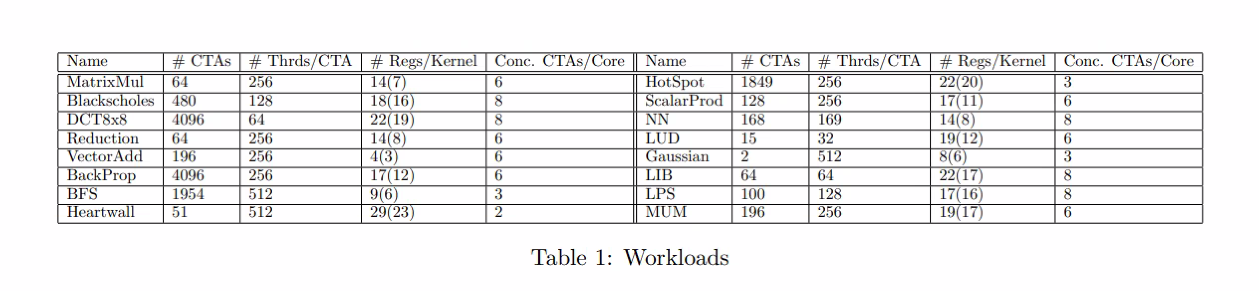 Name # CTAs # Thrds/CTA # Regs/Kernel Conc. CTAs/Core Name # CTAs # Thrds/CTA # Regs/Kernel Conc. CTAs/Core
MatrixMul 64 256 14(7) 6 HotSpot 1849 256 22(20) 3
Blackscholes 480 128 18(16) 8 ScalarProd 128 256 17(11) 6
DCT8x8 4096 64 22(19) 8 NN 168 169 14(8) 8
Reduction 64 256 14(8) 6 LUD 15 32 19(12) 6
VectorAdd 196 256 4(3) 6 Gaussian 2 512 8(6) 3
BackProp 4096 256 17(12) 6 LIB 64 64 22(17) 8
BFS 1954 512 9(6) 3 LPS 100 128 17(16) 8
Heartwall 51 512 29(23) 2 MUM 196 256 19(17) 6
Table 1: Workloads